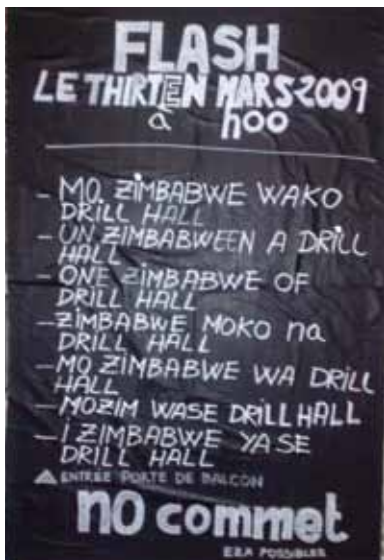 FLASH
LE THIRTEEN MARS-2009
à hoo
- MO ZIMBABWE WAKO
DRILL HALL
- UN ZIMBABWEEN A DRILL
HALL
- ONE ZIMBABWE OF
DRILL HALL
- ZIMBABWE MOKO na
DRILL HALL
- MO ZIMBABWE WA DRILL
HALL
- MOZIM WASE DRILL HALL
- I ZIMBABWE YASE
DRILL HALL
ENTREE PORTE DE BALCON
no commet
E.E.A POSSIBLES